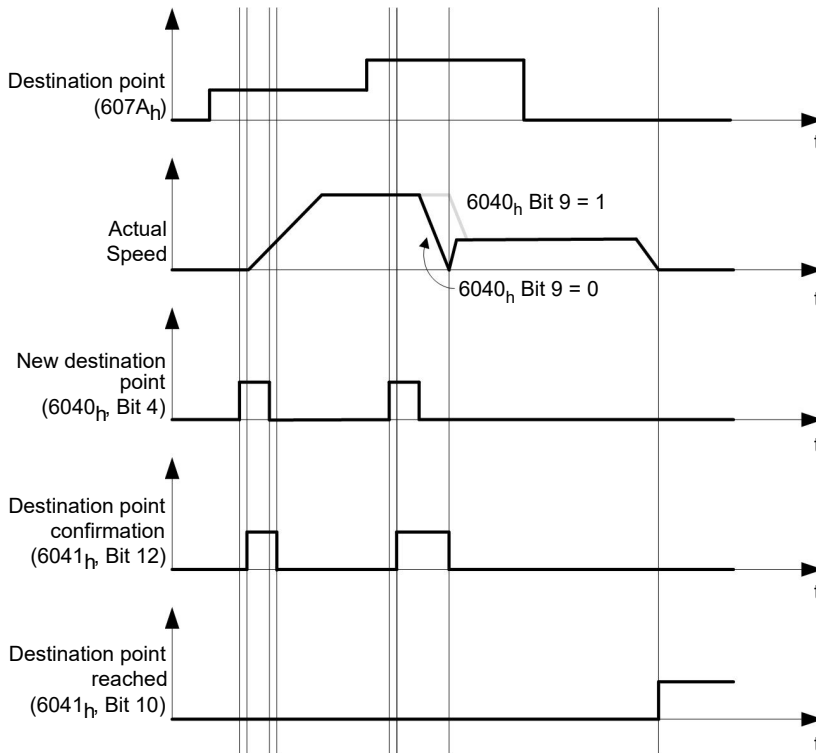 Destination point
(607Ah)
t
Actual
Speed
6040h Bit 9 = 1
6040h Bit 9 = 0
t
New destination
point
(6040h, Bit 4)
t
Destination point
confirmation
(6041h, Bit 12)
t
Destination point
reached
(6041h, Bit 10)
t